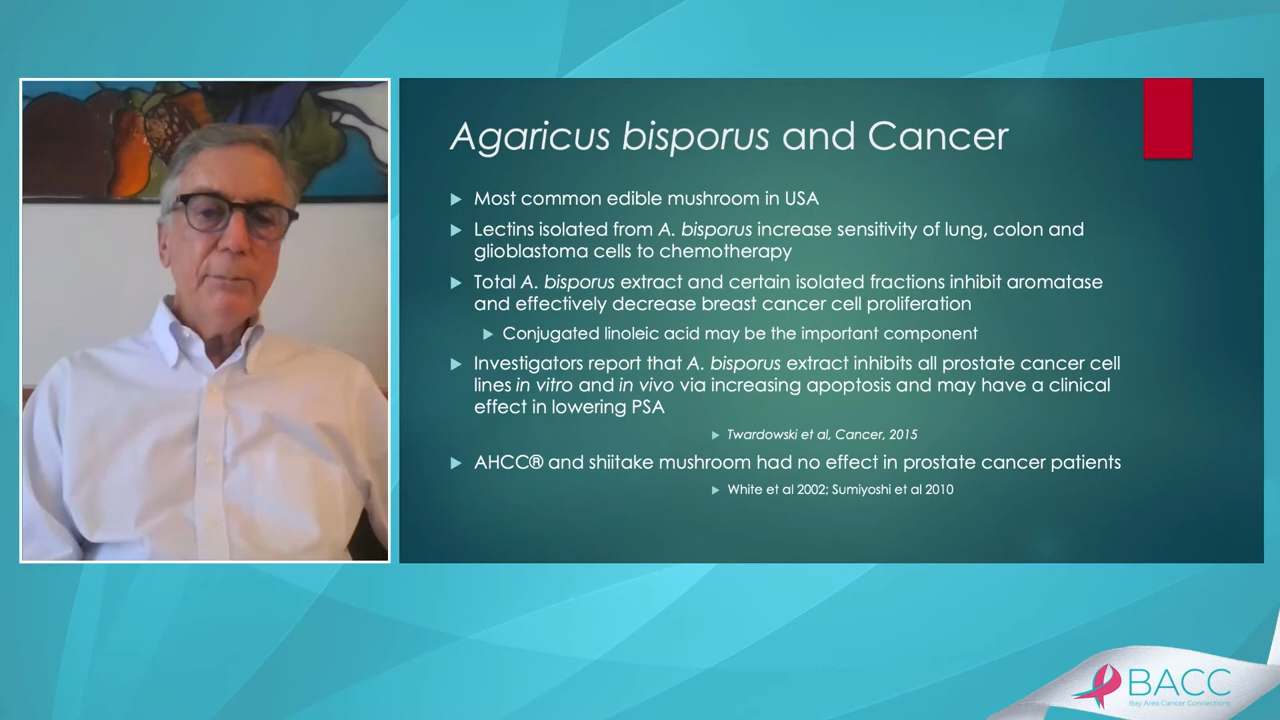 Agaricus bisporus and Cancer
Most common edible mushroom in USA
Lectins isolated from A. bisporus increase sensitivity of lung, colon and
glioblastoma cells to chemotherapy
Total A. bisporus extract and certain isolated fractions inhibit aromatase
and effectively decrease breast cancer cell proliferation
Conjugated linoleic acid may be the important component
Investigators report that A. bisporus extract inhibits all prostate cancer cell
lines in vitro and in vivo via increasing apoptosis and may have a clinical
effect in lowering PSA
Twardowski et al, Cancer, 2015
AHCC® and shiitake mushroom had no effect in prostate cancer patients
White et al 2002; Sumiyoshi et al 2010
BACC
Bay Area Cancer Connections